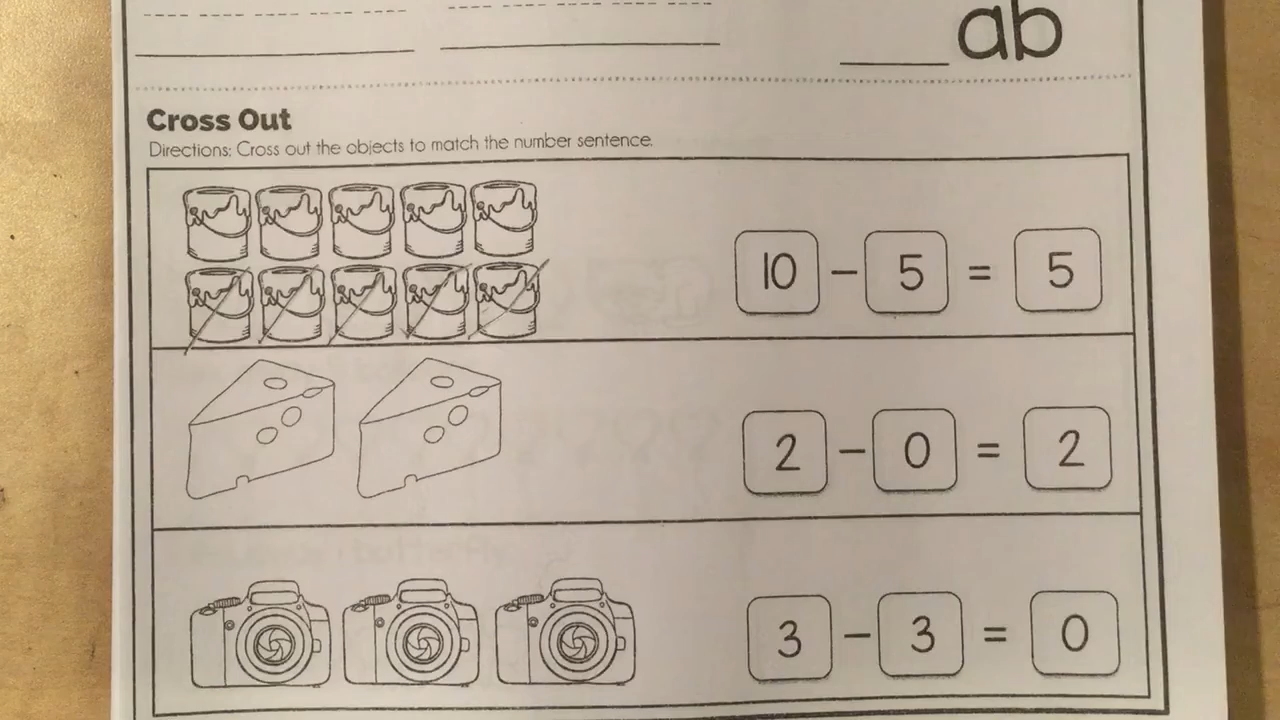 ab
Cross Out
Directions: Cross out the objects to match the number sentence.
10 - 5 = 5
2 - 0 = 2
3 - 3 = 0